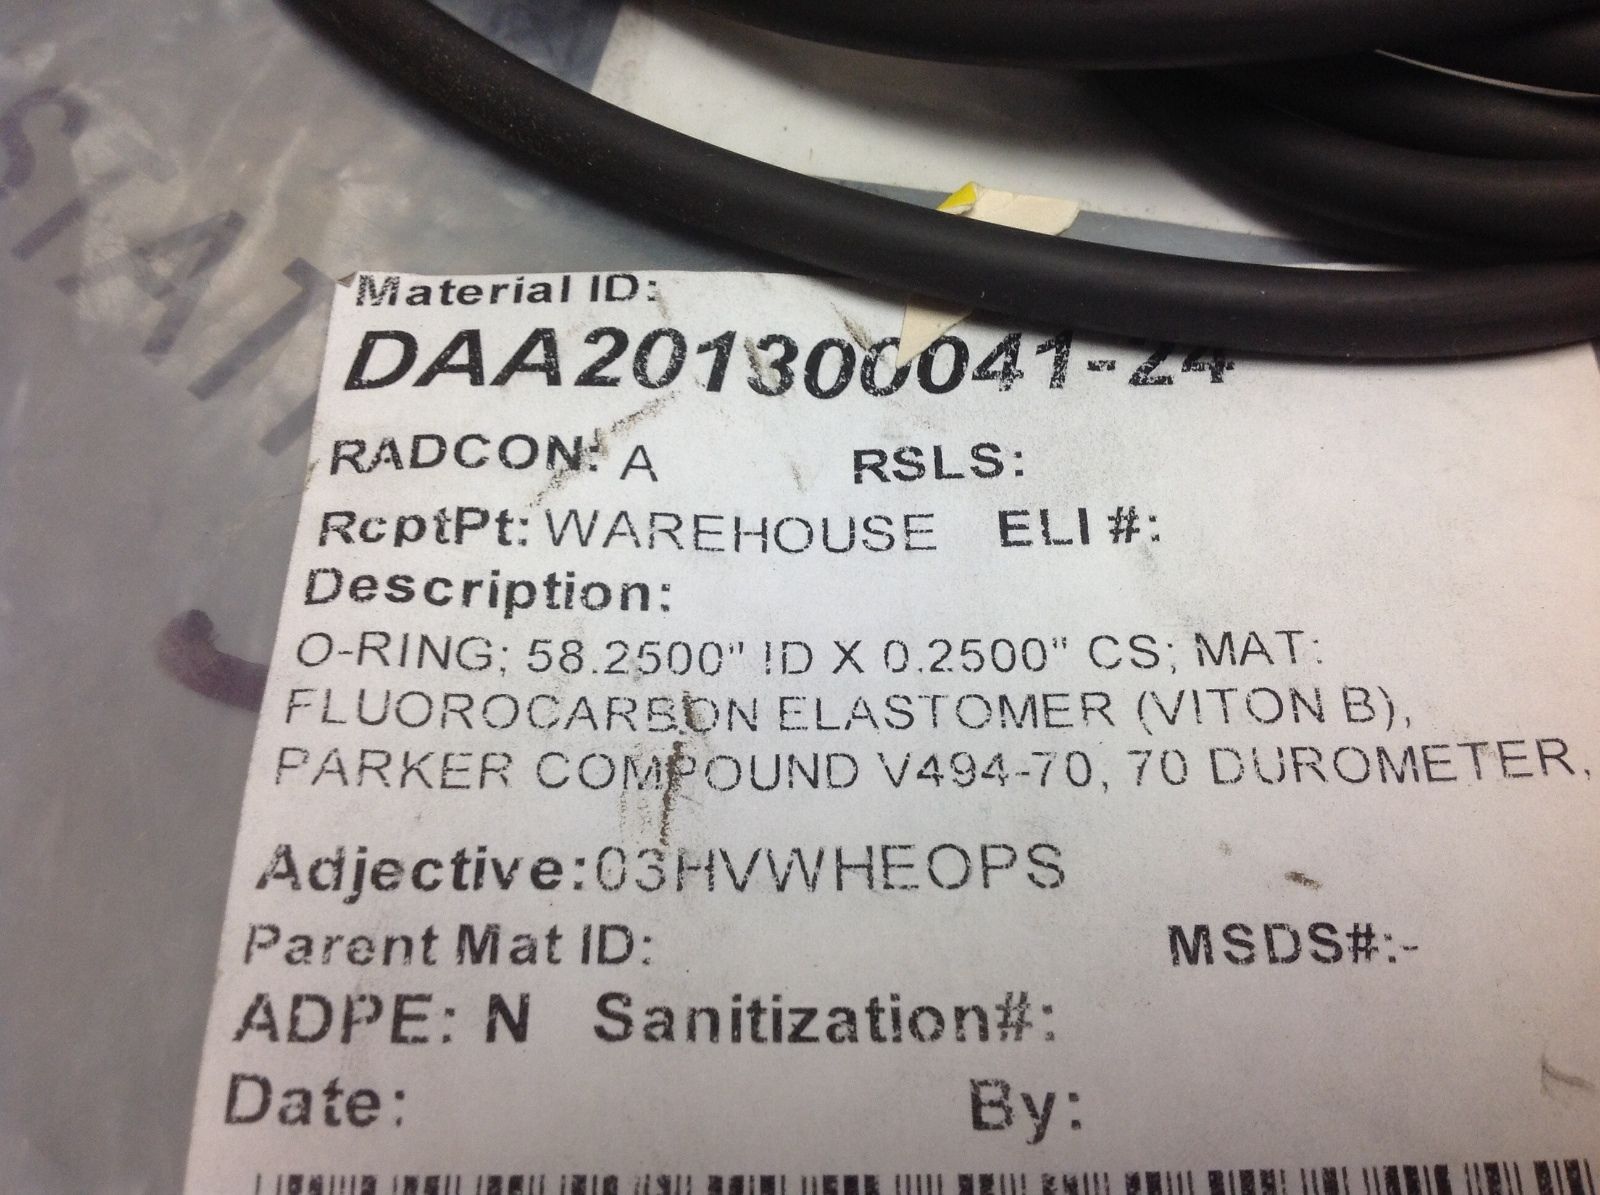 Material ID:
DAA201300041-24
RADCON: A RSLS:
RcptPt: WAREHOUSE ELI #:
Description:
O-RING; 58.2500" ID X 0.2500" CS; MAT:
FLUOROCARBON ELASTOMER (VITON B),
PARKER COMPOUND V494-70, 70 DUROMETER,
Adjective:03HVWHEOPS
Parent Mat ID: MSDS#:-
ADPE: N Sanitization#:
Date: By: